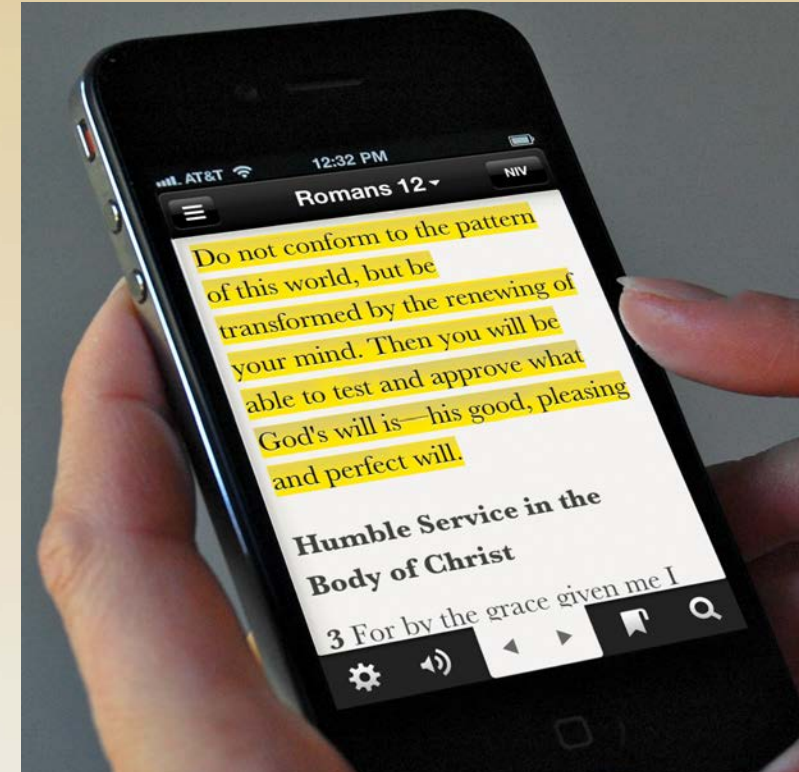 AT&T 12:32 PM
Romans 12 NIV
Do not conform to the pattern
of this world, but be
transformed by the renewing of
your mind. Then you will be
able to test and approve what
God's will is—his good, pleasing
and perfect will.
Humble Service in the
Body of Christ
3 For by the grace given me I